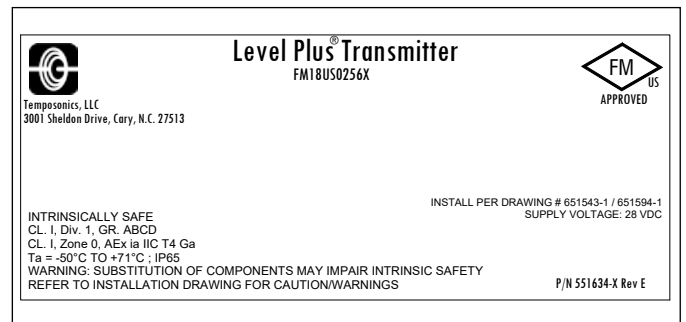 Level Plus® Transmitter
FM18US0256X
FM
US
APPROVED
Temposonics, LLC
3001 Sheldon Drive, Cary, N.C. 27513
INSTALL PER DRAWING # 651543-1 / 651594-1
SUPPLY VOLTAGE: 28 VDC
INTRINSICALLY SAFE
CL. I, Div. 1, GR. ABCD
CL. I, Zone 0, AEx ia IIC T4 Ga
Ta = -50°C TO +71°C ; IP65
WARNING: SUBSTITUTION OF COMPONENTS MAY IMPAIR INTRINSIC SAFETY
REFER TO INSTALLATION DRAWING FOR CAUTION/WARNINGS
P/N 551634-X Rev E